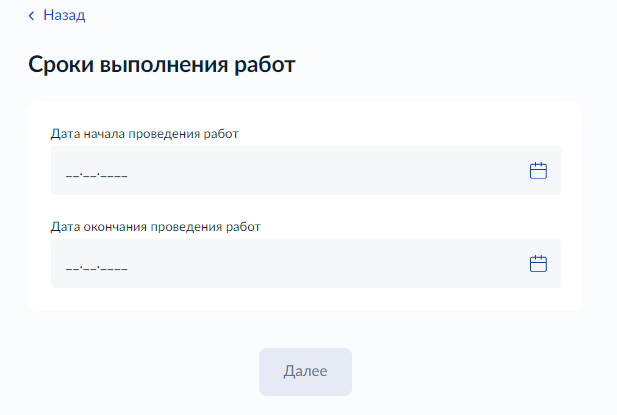 Назад
Сроки выполнения работ
Дата начала проведения работ
__.__.____
Дата окончания проведения работ
__.__.____
Далее